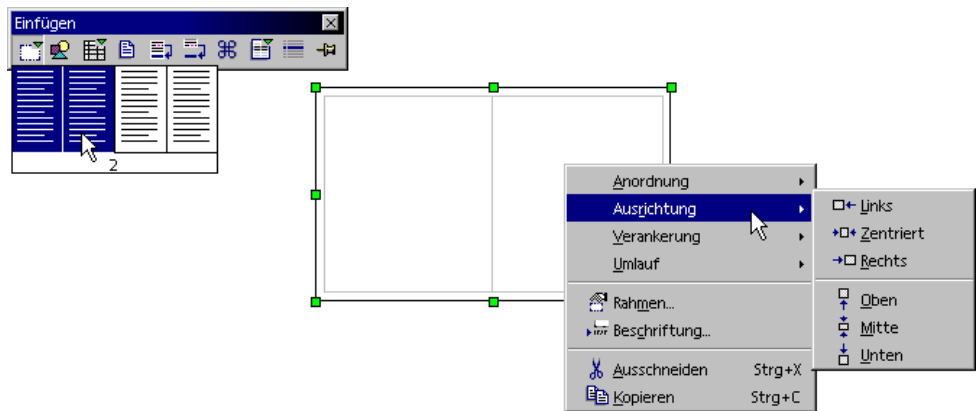 Einfügen
2
Anordnung
Ausrichtung
Verankerung
Umlauf
Rahmen...
Beschriftung...
Ausschneiden Strg+X
Kopieren Strg+C
Links
Zentriert
Rechts
Oben
Mitte
Unten